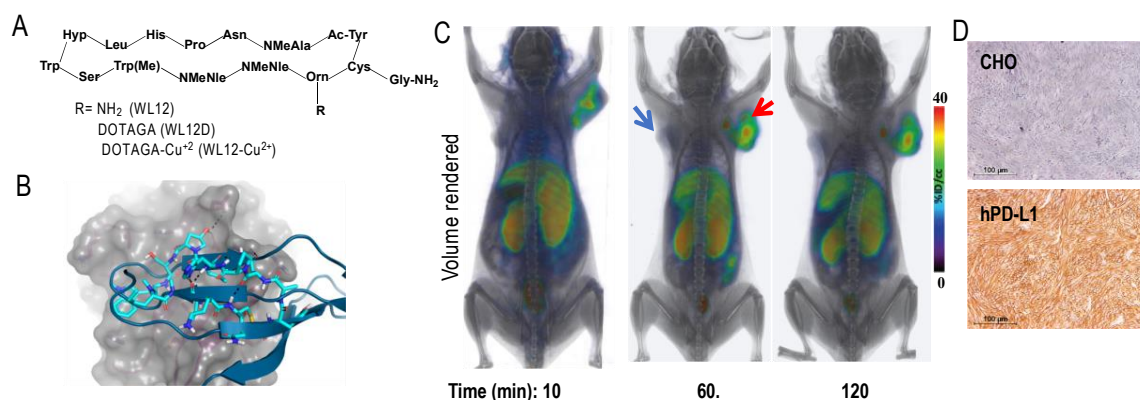 A
Hyp Leu His Pro Asn NMeAla Ac-Tyr
Trp Ser Trp(Me) NMeNle NMeNle Orn Cys Gly-NH₂
R
R= NH₂ (WL12)
DOTAGA (WL12D)
DOTAGA-Cu⁺² (WL12-Cu²⁺)
B
C
Volume rendered
Time (min): 10
60.
120
40
%ID/cc
0
D
CHO
100 µm
hPD-L1
100 µm